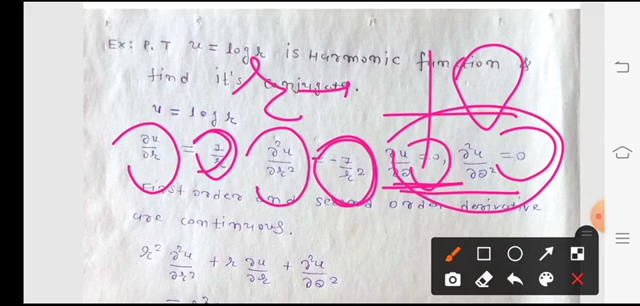 Ex: P.T u = log r is Harmonic function &
find it's conjugate.
u = log r
∂u/∂r = 1/r ∂²u/∂r² = -1/r² ∂u/∂θ = 0, ∂²u/∂θ² = 0
First order and second order derivative
are continuous.
r² ∂²u/∂r² + r ∂u/∂r + ∂²u/∂θ²